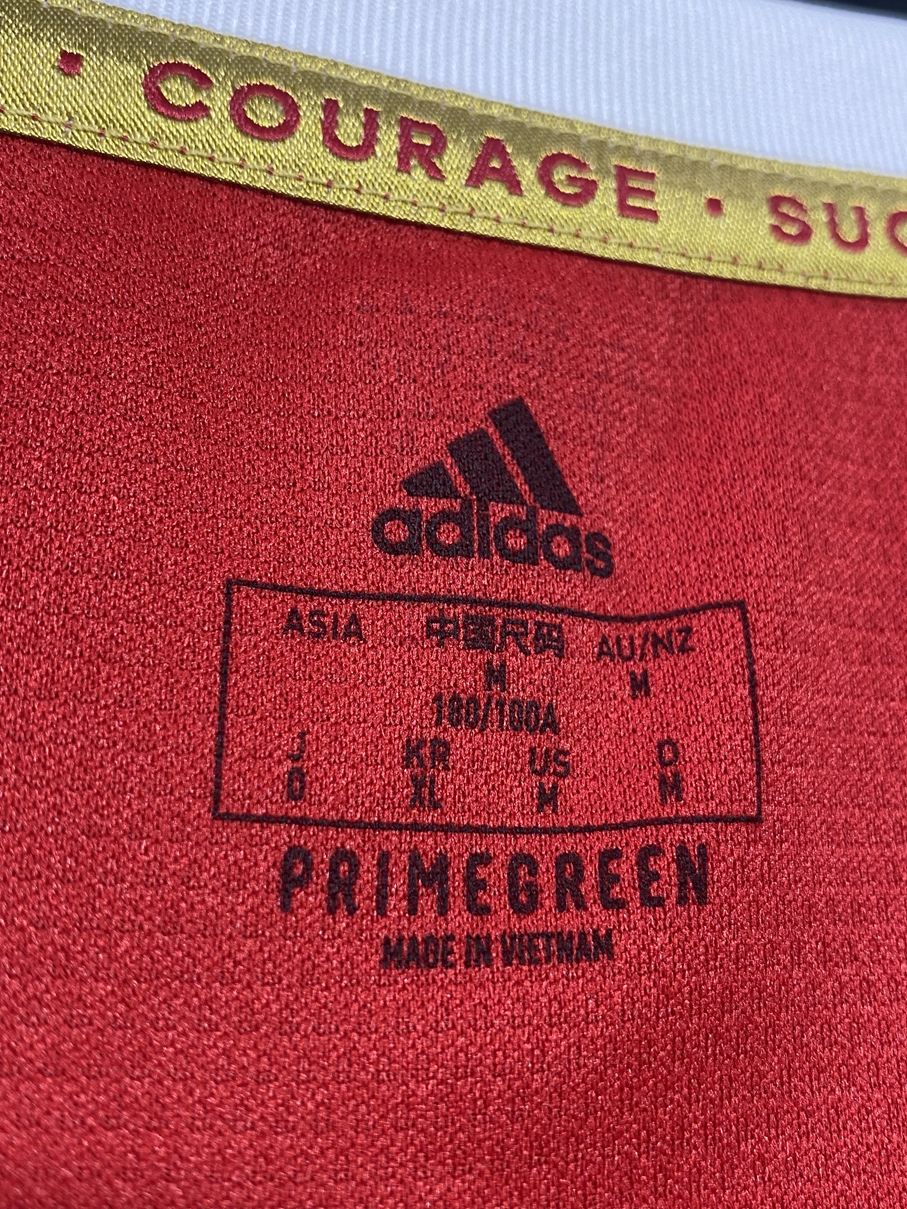 · COURAGE · SUC
adidas
ASIA 中国尺码 AU/NZ
M M
180/100A
J KR US D
O XL M M
PRIMEGREEN
MADE IN VIETNAM